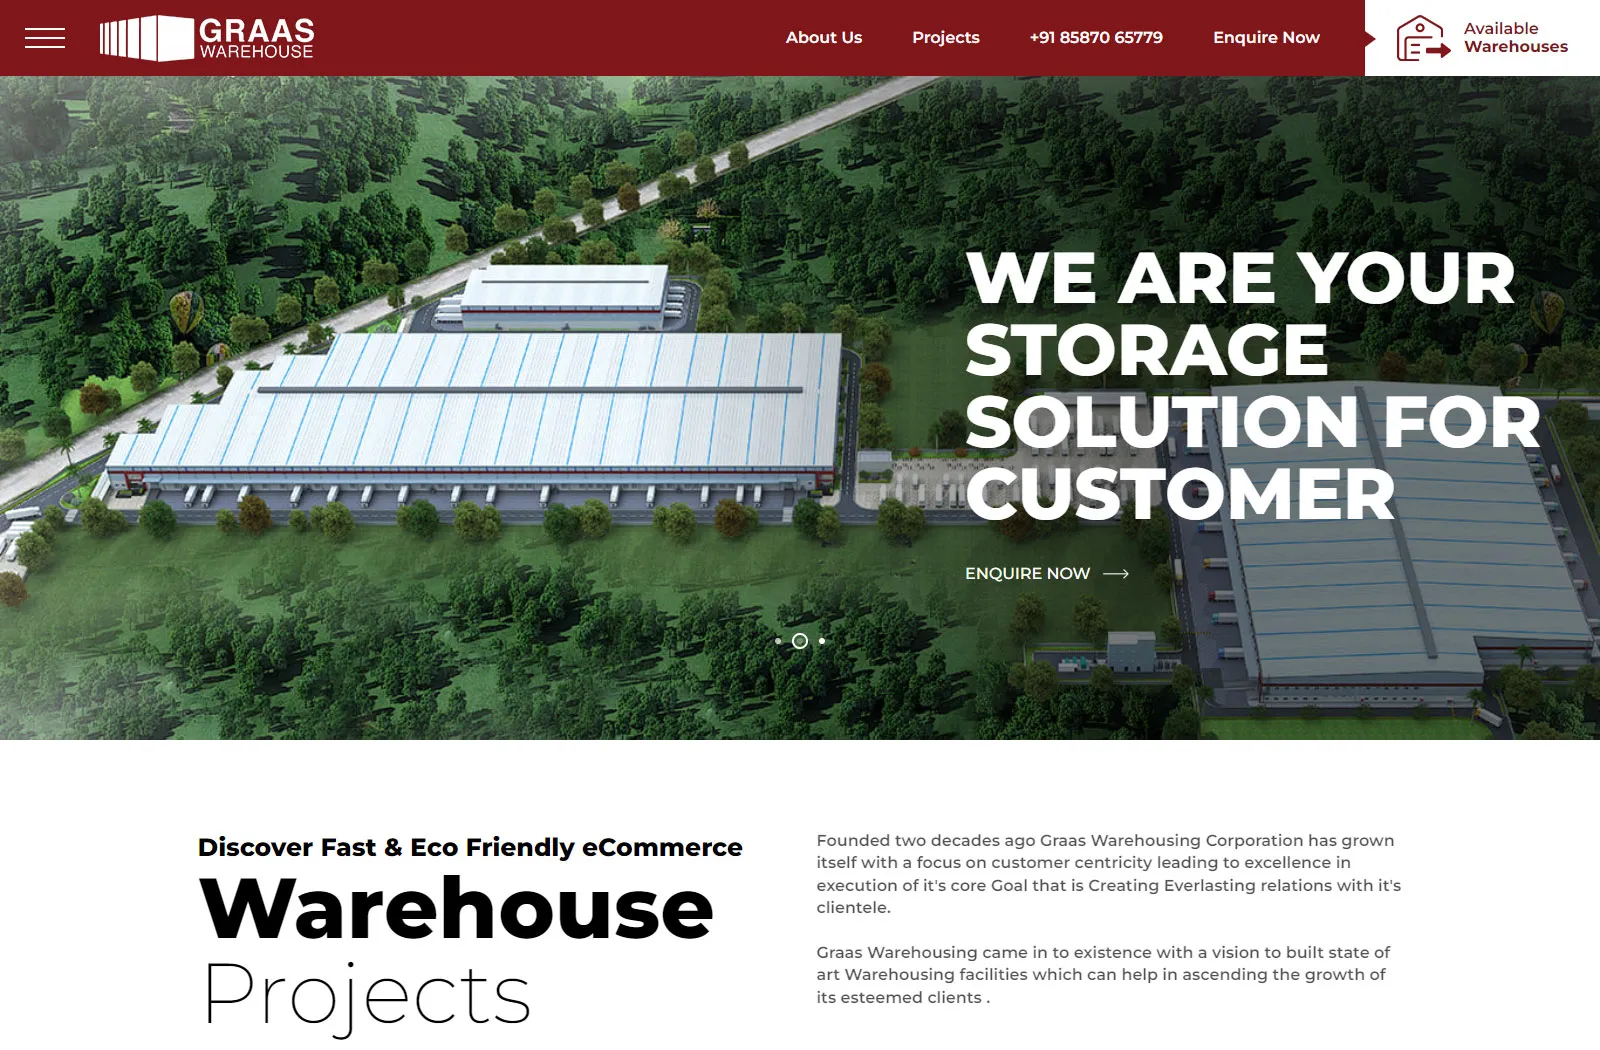 GRAAS
WAREHOUSE
About Us
Projects
+91 85870 65779
Enquire Now
Available
Warehouses
WE ARE YOUR
STORAGE
SOLUTION FOR
CUSTOMER
ENQUIRE NOW
Discover Fast & Eco Friendly eCommerce
Warehouse
Projects
Founded two decades ago Graas Warehousing Corporation has grown
itself with a focus on customer centricity leading to excellence in
execution of it's core Goal that is Creating Everlasting relations with it's
clientele.
Graas Warehousing came in to existence with a vision to built state of
art Warehousing facilities which can help in ascending the growth of
its esteemed clients .